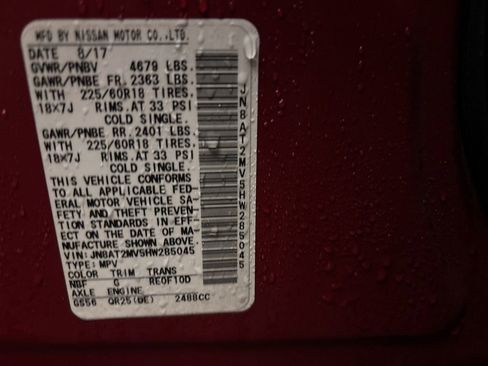 MFD BY NISSAN MOTOR CO.,LTD.
DATE 8/17
GVWR/PNBV 4679 LBS.
GAWR/PNBE FR. 2363 LBS.
WITH 225/60R18 TIRES.
18X7J RIMS.AT 33 PSI
COLD SINGLE.
GAWR/PNBE RR. 2401 LBS.
WITH 225/60R18 TIRES.
18X7J RIMS.AT 33 PSI
COLD SINGLE.
THIS VEHICLE CONFORMS
TO ALL APPLICABLE FED-
ERAL MOTOR VEHICLE SA-
FETY AND THEFT PREVEN-
TION STANDARDS IN EFF-
ECT ON THE DATE OF MA-
NUFACTURE SHOWN ABOVE.
VIN:JN8AT2MV5HW285045
TYPE:MPV
COLOR TRIM TRANS
NBF G RE0F10D
AXLE ENGINE
GS56 QR25(DE) 2488CC
JN8AT2MV5HW285045